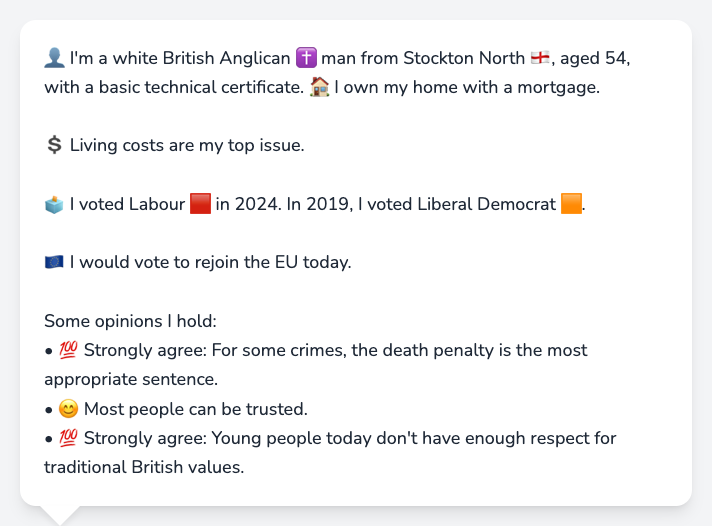 👤 I'm a white British Anglican ✝️ man from Stockton North 🏴󠁧󠁢󠁥󠁮󠁧󠁿, aged 54,
with a basic technical certificate. 🏠 I own my home with a mortgage.
💲 Living costs are my top issue.
🗳️ I voted Labour 🟥 in 2024. In 2019, I voted Liberal Democrat 🟧.
🇪🇺 I would vote to rejoin the EU today.
Some opinions I hold:
• 💯 Strongly agree: For some crimes, the death penalty is the most
appropriate sentence.
• 😊 Most people can be trusted.
• 💯 Strongly agree: Young people today don't have enough respect for
traditional British values.